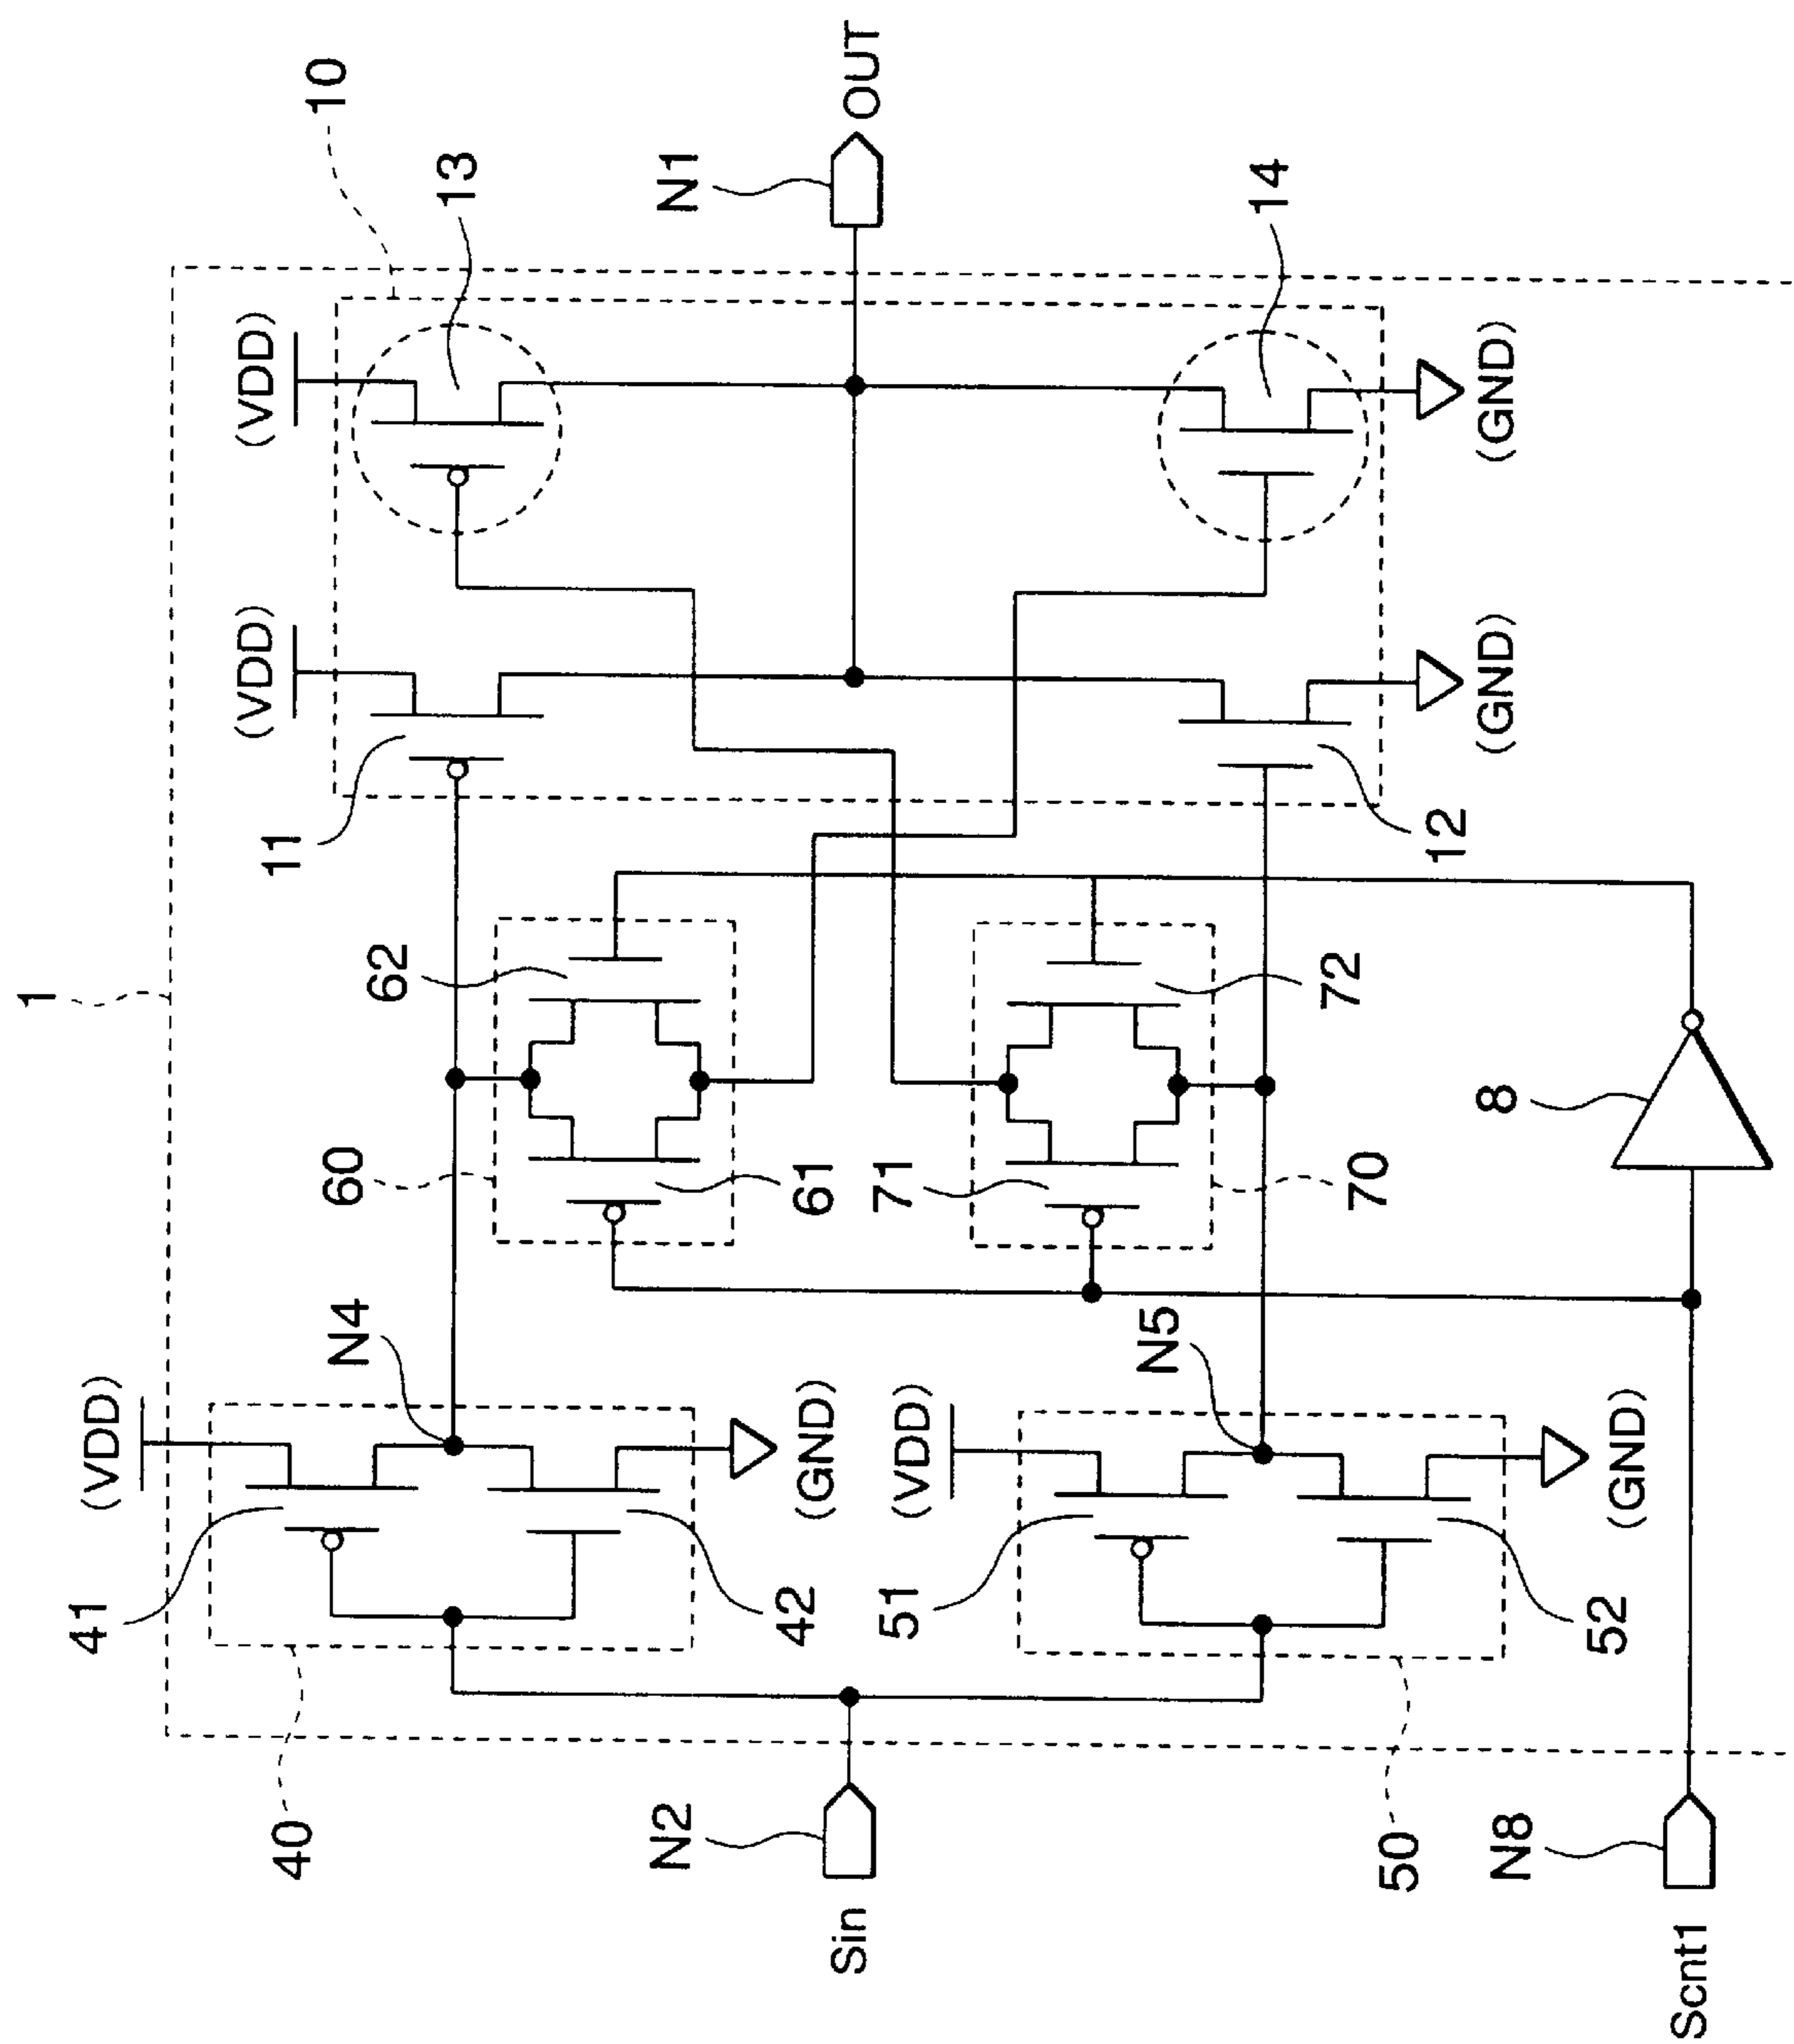 1
10
(VDD)
(VDD)
13
11
N1
OUT
14
12
(GND)
(GND)
62
60
61
72
71
70
8
(VDD)
41
N4
42
40
(GND)
(VDD)
51
N5
52
50
(GND)
N2
Sin
N8
Scnt1